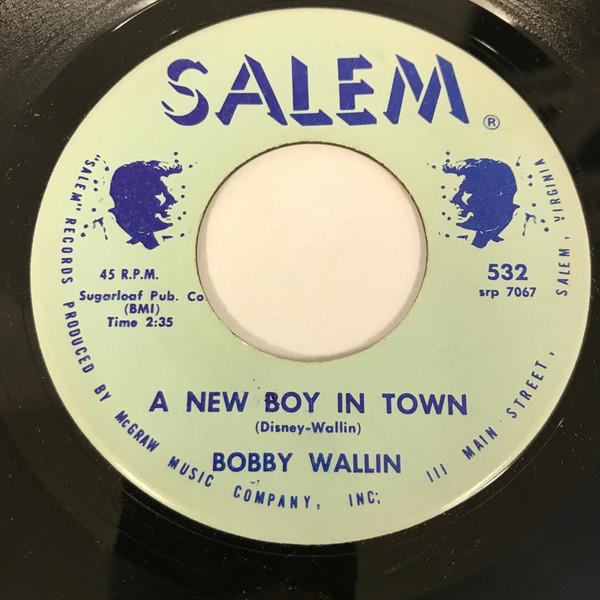 SALEM ®
45 R.P.M.
Sugarloaf Pub. Co
(BMI)
Time 2:35
532
srp 7067
A NEW BOY IN TOWN
(Disney-Wallin)
BOBBY WALLIN
"SALEM" RECORDS PRODUCED BY McGRAW MUSIC COMPANY, INC, 111 MAIN STREET, SALEM, VIRGINIA